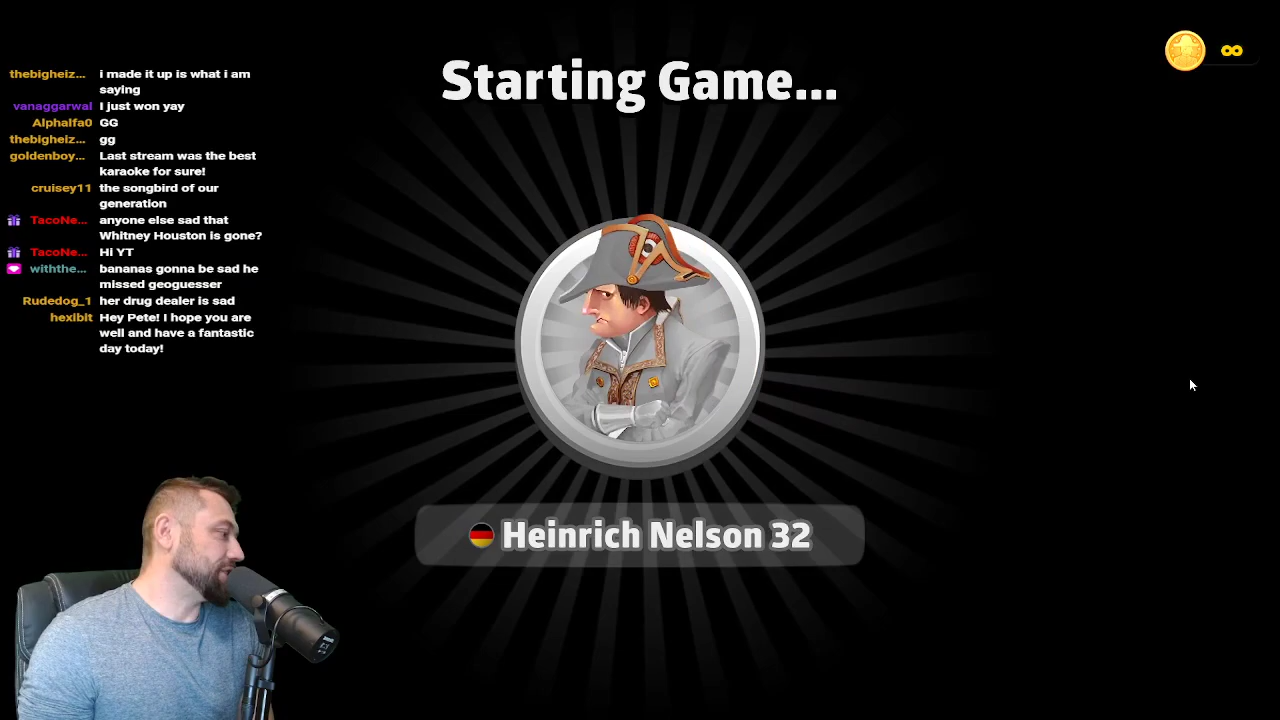 Starting Game...
∞
thebigheiz... i made it up is what i am
saying
vanaggarwal I just won yay
Alphalfa0 GG
thebigheiz... gg
goldenboy... Last stream was the best
karaoke for sure!
cruisey11 the songbird of our
generation
TacoNe... anyone else sad that
Whitney Houston is gone?
TacoNe... Hi YT
withthe... bananas gonna be sad he
missed geoguesser
Rudedog_1 her drug dealer is sad
hexibit Hey Pete! I hope you are
well and have a fantastic
day today!
Heinrich Nelson 32